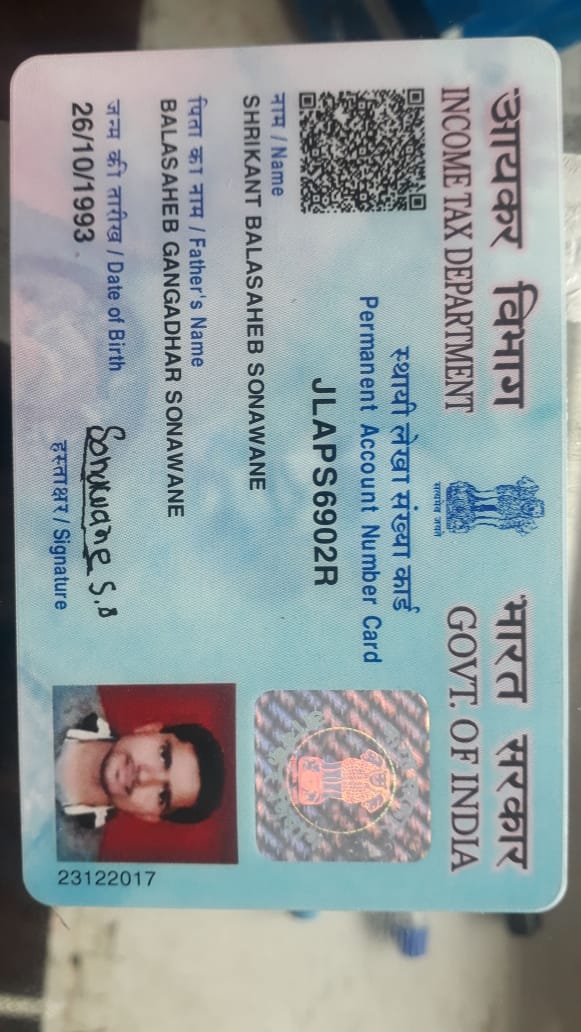 आयकर विभाग
INCOME TAX DEPARTMENT
सत्यमेव जयते
भारत सरकार
GOVT. OF INDIA
स्थायी लेखा संख्या कार्ड
Permanent Account Number Card
JLAPS6902R
नाम / Name
SHRIKANT BALASAHEB SONAWANE
पिता का नाम / Father's Name
BALASAHEB GANGADHAR SONAWANE
जन्म की तारीख / Date of Birth
26/10/1993
Sonawane S.B
हस्ताक्षर / Signature
23122017